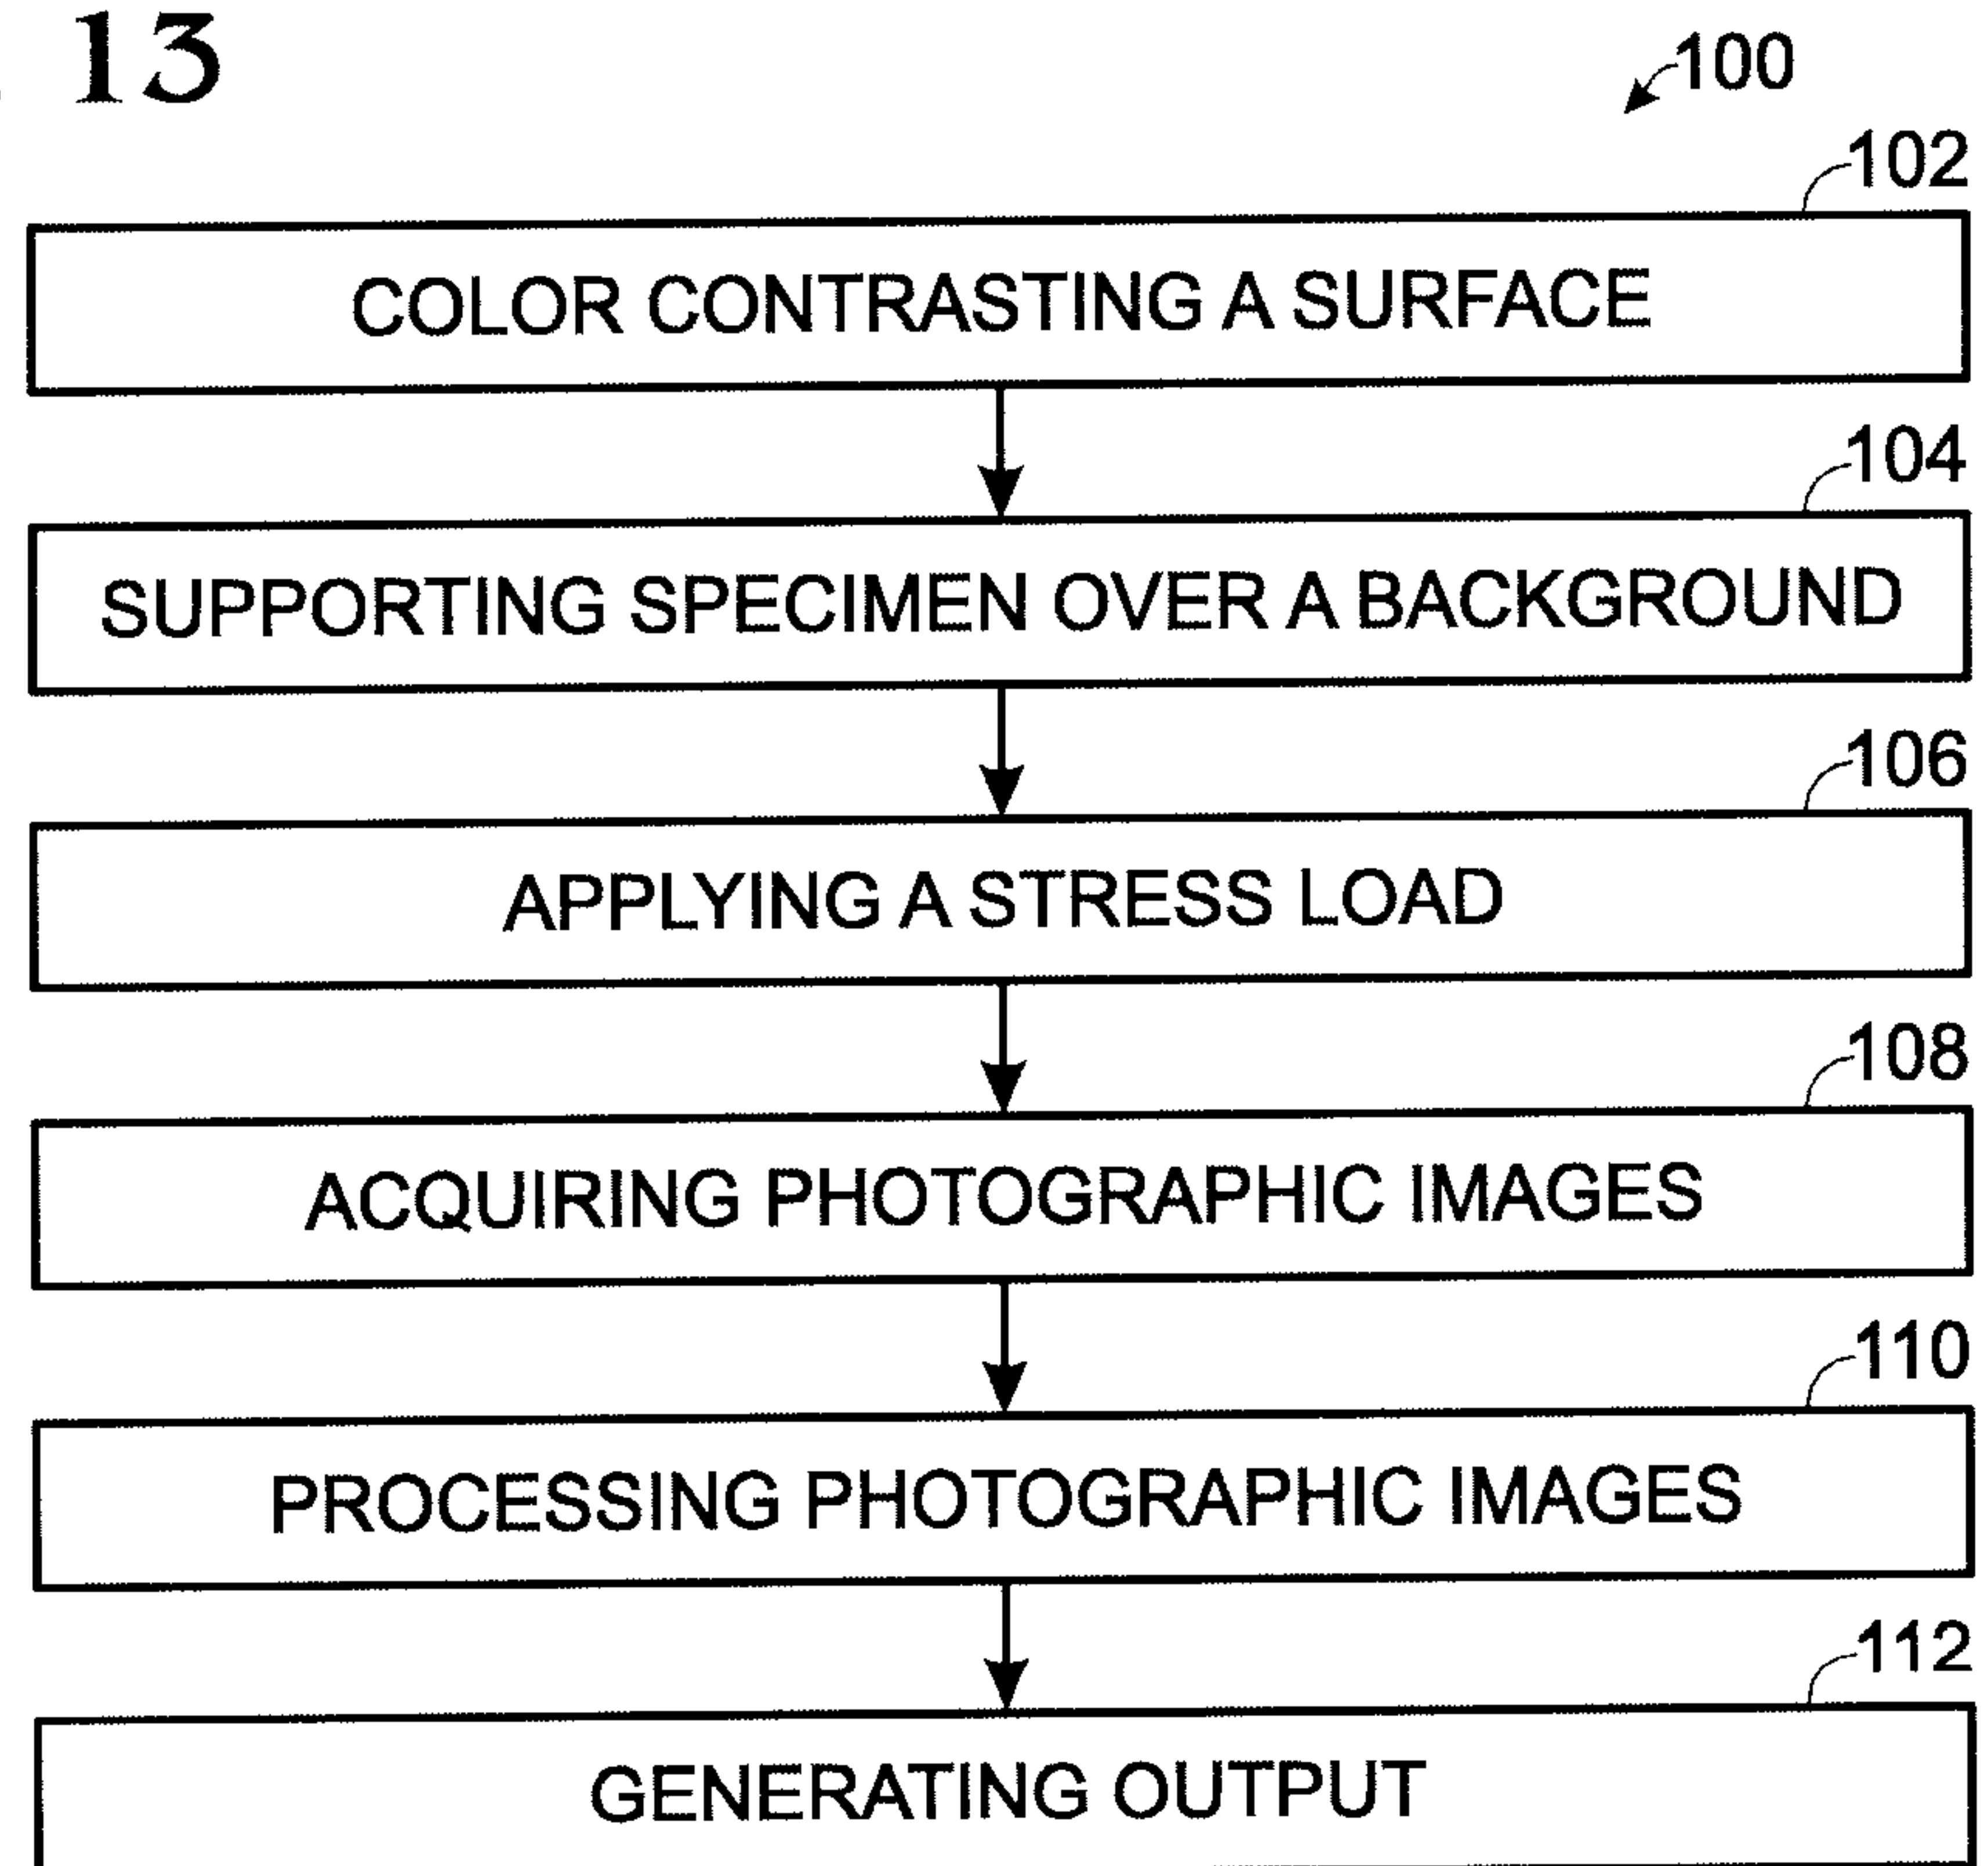 13
100
102
COLOR CONTRASTING A SURFACE
104
SUPPORTING SPECIMEN OVER A BACKGROUND
106
APPLYING A STRESS LOAD
108
ACQUIRING PHOTOGRAPHIC IMAGES
110
PROCESSING PHOTOGRAPHIC IMAGES
112
GENERATING OUTPUT